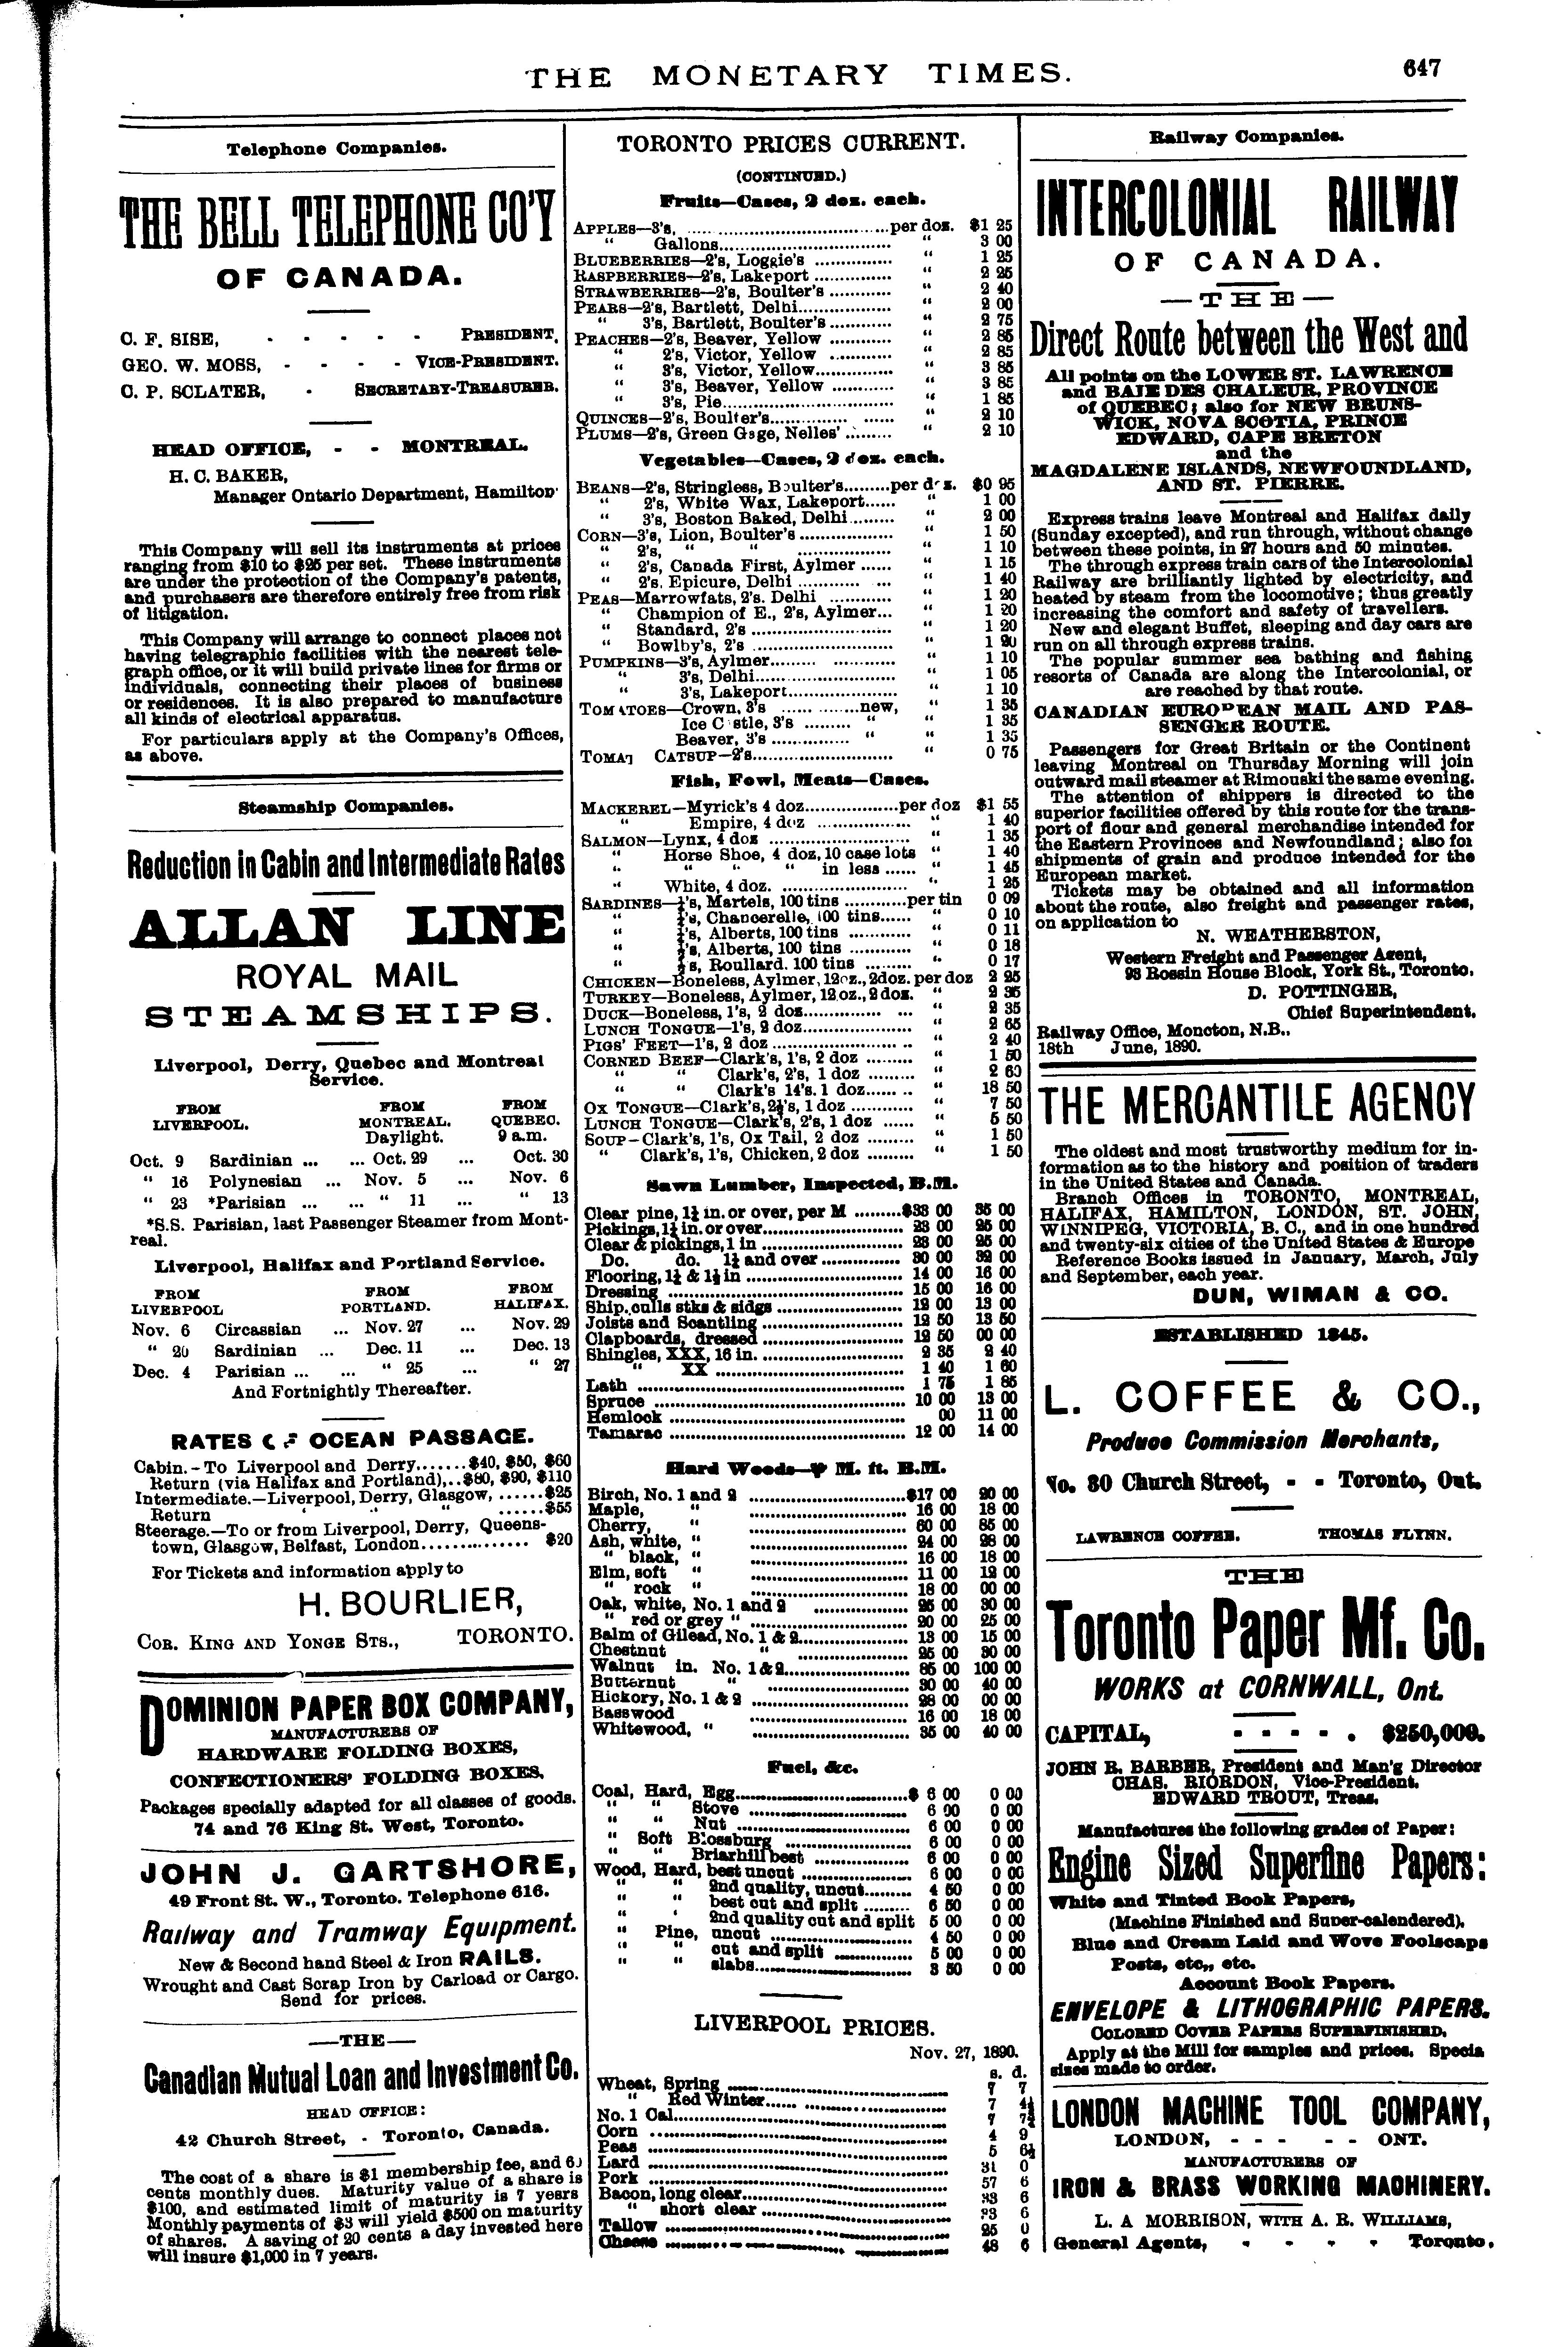 THE MONETARY TIMES. 647
Telephone Companies.
THE BELL TELEPHONE CO'Y
OF CANADA.
C. F. SISE, - - - - - PRESIDENT,
GEO. W. MOSS, - - - - VICE-PRESIDENT.
C. P. SCLATER, - SECRETARY-TREASURER.
HEAD OFFICE, - - MONTREAL.
H. C. BAKER,
Manager Ontario Department, Hamilton
This Company will sell its instruments at prices
ranging from $10 to $25 per set. These instruments
are under the protection of the Company's patents,
and purchasers are therefore entirely free from risk
of litigation.
This Company will arrange to connect places not
having telegraphic facilities with the nearest tele-
graph office, or it will build private lines for firms or
individuals, connecting their places of business
or residences. It is also prepared to manufacture
all kinds of electrical apparatus.
For particulars apply at the Company's Offices,
as above.
Steamship Companies.
Reduction in Cabin and Intermediate Rates
ALLAN LINE
ROYAL MAIL
STEAMSHIPS.
Liverpool, Derry, Quebec and Montreal
Service.
FROM FROM FROM
LIVERPOOL. MONTREAL. QUEBEC.
Daylight. 9 a.m.
Oct. 9 Sardinian ... ... Oct. 29 ... Oct. 30
" 16 Polynesian ... Nov. 5 ... Nov. 6
" 23 *Parisian ... ... " 11 ... " 13
*S.S. Parisian, last Passenger Steamer from Mont-
real.
Liverpool, Halifax and Portland Service.
FROM FROM FROM
LIVERPOOL PORTLAND. HALIFAX.
Nov. 6 Circassian ... Nov. 27 ... Nov. 29
" 20 Sardinian ... Dec. 11 ... Dec. 13
Dec. 4 Parisian ... ... " 25 ... " 27
And Fortnightly Thereafter.
RATES OF OCEAN PASSAGE.
Cabin.-To Liverpool and Derry.......$40, $50, $60
Return (via Halifax and Portland)...$80, $90, $110
Intermediate.—Liverpool, Derry, Glasgow, ......$25
Return " " " ......$55
Steerage.—To or from Liverpool, Derry, Queens-
town, Glasgow, Belfast, London............... $20
For Tickets and information apply to
H. BOURLIER,
COR. KING AND YONGE STS., TORONTO.
DOMINION PAPER BOX COMPANY,
MANUFACTURERS OF
HARDWARE FOLDING BOXES,
CONFECTIONERS' FOLDING BOXES,
Packages specially adapted for all classes of goods.
74 and 76 King St. West, Toronto.
JOHN J. GARTSHORE,
49 Front St. W., Toronto. Telephone 616.
Railway and Tramway Equipment.
New & Second hand Steel & Iron RAILS.
Wrought and Cast Scrap Iron by Carload or Cargo.
Send for prices.
—THE—
Canadian Mutual Loan and Investment Co.
HEAD OFFICE:
42 Church Street, - Toronto, Canada.
The cost of a share is $1 membership fee, and 60
cents monthly dues. Maturity value of a share is
$100, and estimated limit of maturity is 7 years
Monthly payments of $3 will yield $500 on maturity
of shares. A saving of 20 cents a day invested here
will insure $1,000 in 7 years.
TORONTO PRICES CURRENT.
(CONTINUED.)
Fruits—Cases, 2 doz. each.
APPLES—3's, ............ per doz. $1 25
" Gallons............ " 3 00
BLUEBERRIES—2's, Loggie's ............ " 1 25
RASPBERRIES—2's, Lakeport ............ " 2 25
STRAWBERRIES—2's, Boulter's ............ " 2 40
PEARS—2's, Bartlett, Delhi............ " 2 00
" 3's, Bartlett, Boulter's ............ " 2 75
PEACHES—2's, Beaver, Yellow ............ " 2 85
" 2's, Victor, Yellow ............ " 2 85
" 3's, Victor, Yellow............ " 3 85
" 3's, Beaver, Yellow ............ " 3 85
" 3's, Pie............ " 1 85
QUINCES—2's, Boulter's............ " 2 10
PLUMS—2's, Green Gage, Nelles' ......... " 2 10
Vegetables—Cases, 2 doz. each.
BEANS—2's, Stringless, Boulter's.........per doz. $0 95
" 2's, White Wax, Lakeport...... " 1 00
" 3's, Boston Baked, Delhi......... " 2 00
CORN—3's, Lion, Boulter's ............ " 1 50
" 2's, " " ............ " 1 10
" 2's, Canada First, Aylmer ...... " 1 15
" 2's, Epicure, Delhi ............ " 1 40
PEAS—Marrowfats, 2's. Delhi ............ " 1 20
" Champion of E., 2's, Aylmer... " 1 20
" Standard, 2's ............ " 1 20
" Bowlby's, 2's ............ " 1 20
PUMPKINS—3's, Aylmer............ " 1 10
" 3's, Delhi............ " 1 05
" 3's, Lakeport............ " 1 10
TOMATOES—Crown, 3's ............new, " 1 35
Ice Castle, 3's ......... " " 1 35
Beaver, 3's ............ " " 1 35
TOMAT CATSUP—2's............ " 0 75
Fish, Fowl, Meats—Cases.
MACKEREL—Myrick's 4 doz............per doz $1 55
" Empire, 4 doz ............ " 1 40
SALMON—Lynx, 4 doz ............ " 1 35
" Horse Shoe, 4 doz, 10 case lots " 1 40
" " " " in less ...... " 1 45
" White, 4 doz. ............ " 1 25
SARDINES—¼'s, Martels, 100 tins ............per tin 0 09
" ¼'s, Chancerelle, 100 tins...... " 0 10
" ¼'s, Alberts, 100 tins ............ " 0 11
" ½'s, Alberts, 100 tins ............ " 0 18
" ½'s, Roullard. 100 tins ......... " 0 17
CHICKEN—Boneless, Aylmer, 12oz., 2doz. per doz 2 25
TURKEY—Boneless, Aylmer, 12 oz., 2 doz. " 2 35
DUCK—Boneless, 1's, 2 doz............ " 2 35
LUNCH TONGUE—1's, 2 doz............ " 2 65
PIGS' FEET—1's, 2 doz ............ " 2 40
CORNED BEEF—Clark's, 1's, 2 doz ......... " 1 50
" " Clark's, 2's, 1 doz ......... " 2 60
" " Clark's 14's. 1 doz........ " 18 50
OX TONGUE—Clark's, 2½'s, 1 doz ............ " 7 50
LUNCH TONGUE—Clark's, 2's, 1 doz ...... " 5 50
SOUP—Clark's, 1's, Ox Tail, 2 doz ......... " 1 50
" Clark's, 1's, Chicken, 2 doz ......... " 1 50
Sawn Lumber, Inspected, B.M.
Clear pine, 1¼ in. or over, per M .........$33 00 35 00
Pickings, 1¼ in. or over............ 23 00 25 00
Clear & pickings, 1 in ............ 23 00 25 00
Do. do. 1¼ and over ............ 30 00 32 00
Flooring, 1¼ & 1½ in ............ 14 00 16 00
Dressing ............ 15 00 16 00
Ship. culls stks & sidgs ............ 12 00 13 00
Joists and Scantling ............ 12 50 13 50
Clapboards, dressed ............ 12 50 00 00
Shingles, XXX, 16 in. ............ 2 35 2 40
" XX ............ 1 40 1 60
Lath ............ 1 75 1 85
Spruce ............ 10 00 13 00
Hemlock ............ 00 11 00
Tamarac ............ 12 00 14 00
Hard Woods—₩ M. ft. B.M.
Birch, No. 1 and 2 ............$17 00 20 00
Maple, " ............ 16 00 18 00
Cherry, " ............ 60 00 85 00
Ash, white, " ............ 24 00 28 00
" black, " ............ 16 00 18 00
Elm, soft " ............ 11 00 12 00
" rock " ............ 18 00 00 00
Oak, white, No. 1 and 2 ............ 25 00 30 00
" red or grey " ............ 20 00 25 00
Balm of Gilead, No. 1 & 2............ 13 00 15 00
Chestnut " ............ 25 00 30 00
Walnut in. No. 1 & 2............ 85 00 100 00
Butternut " ............ 30 00 40 00
Hickory, No. 1 & 2 ............ 28 00 00 00
Basswood ............ 16 00 18 00
Whitewood, " ............ 35 00 40 00
Fuel, &c.
Coal, Hard, Egg............$ 6 00 0 00
" " Stove ............ 6 00 0 00
" " Nut ............ 6 00 0 00
" Soft Blossburg ............ 6 00 0 00
" " Briarhill best ............ 6 00 0 00
Wood, Hard, best uncut ............ 6 00 0 00
" " 2nd quality, uncut......... 4 50 0 00
" " best cut and split ......... 6 50 0 00
" " 2nd quality cut and split 5 00 0 00
" Pine, uncut ............ 4 50 0 00
" " cut and split ............ 5 00 0 00
" " slabs............ 3 50 0 00
LIVERPOOL PRICES.
Nov. 27, 1890.
s. d.
Wheat, Spring ............ 7 7
" Red Winter............ 7 4½
No. 1 Cal............ 7 7½
Corn ............ 4 9
Peas ............ 5 6½
Lard ............ 31 0
Pork ............ 57 6
Bacon, long clear............ 33 6
" short clear ............ 33 6
Tallow ............ 25 0
Cheese ............ 48 6
Railway Companies.
INTERCOLONIAL RAILWAY
OF CANADA.
—THE—
Direct Route between the West and
All points on the LOWER ST. LAWRENCE
and BAIE DES CHALEUR, PROVINCE
of QUEBEC; also for NEW BRUNS-
WICK, NOVA SCOTIA, PRINCE
EDWARD, CAPE BRETON
and the
MAGDALENE ISLANDS, NEWFOUNDLAND,
AND ST. PIERRE.
Express trains leave Montreal and Halifax daily
(Sunday excepted), and run through, without change
between these points, in 27 hours and 50 minutes.
The through express train cars of the Intercolonial
Railway are brilliantly lighted by electricity, and
heated by steam from the locomotive; thus greatly
increasing the comfort and safety of travellers.
New and elegant Buffet, sleeping and day cars are
run on all through express trains.
The popular summer sea bathing and fishing
resorts of Canada are along the Intercolonial, or
are reached by that route.
CANADIAN EUROPEAN MAIL AND PAS-
SENGER ROUTE.
Passengers for Great Britain or the Continent
leaving Montreal on Thursday Morning will join
outward mail steamer at Rimouski the same evening.
The attention of shippers is directed to the
superior facilities offered by this route for the trans-
port of flour and general merchandise intended for
the Eastern Provinces and Newfoundland; also for
shipments of grain and produce intended for the
European market.
Tickets may be obtained and all information
about the route, also freight and passenger rates,
on application to
N. WEATHERSTON,
Western Freight and Passenger Agent,
93 Rossin House Block, York St., Toronto.
D. POTTINGER,
Chief Superintendent.
Railway Office, Moncton, N.B.,
18th June, 1890.
THE MERCANTILE AGENCY
The oldest and most trustworthy medium for in-
formation as to the history and position of traders
in the United States and Canada.
Branch Offices in TORONTO, MONTREAL,
HALIFAX, HAMILTON, LONDON, ST. JOHN,
WINNIPEG, VICTORIA, B. C., and in one hundred
and twenty-six cities of the United States & Europe
Reference Books issued in January, March, July
and September, each year.
DUN, WIMAN & CO.
ESTABLISHED 1845.
L. COFFEE & CO.,
Produce Commission Merchants,
No. 30 Church Street, - - Toronto, Ont.
LAWRENCE COFFEE. THOMAS FLYNN.
THE
Toronto Paper Mf. Co.
WORKS at CORNWALL, Ont.
CAPITAL, - - - - - $250,000.
JOHN R. BARBER, President and Man'g Director
CHAS. RIORDON, Vice-President.
EDWARD TROUT, Treas.
Manufactures the following grades of Paper:
Engine Sized Superfine Papers:
White and Tinted Book Papers,
(Machine Finished and Super-calendered).
Blue and Cream Laid and Wove Foolscaps
Posts, etc,, etc.
Account Book Papers.
ENVELOPE & LITHOGRAPHIC PAPERS.
COLORED COVER PAPERS SUPERFINISHED.
Apply at the Mill for samples and prices. Specia
sizes made to order.
LONDON MACHINE TOOL COMPANY,
LONDON, - - - - - ONT.
MANUFACTURERS OF
IRON & BRASS WORKING MACHINERY.
L. A MORRISON, WITH A. R. WILLIAMS,
General Agents, - - - - Toronto.